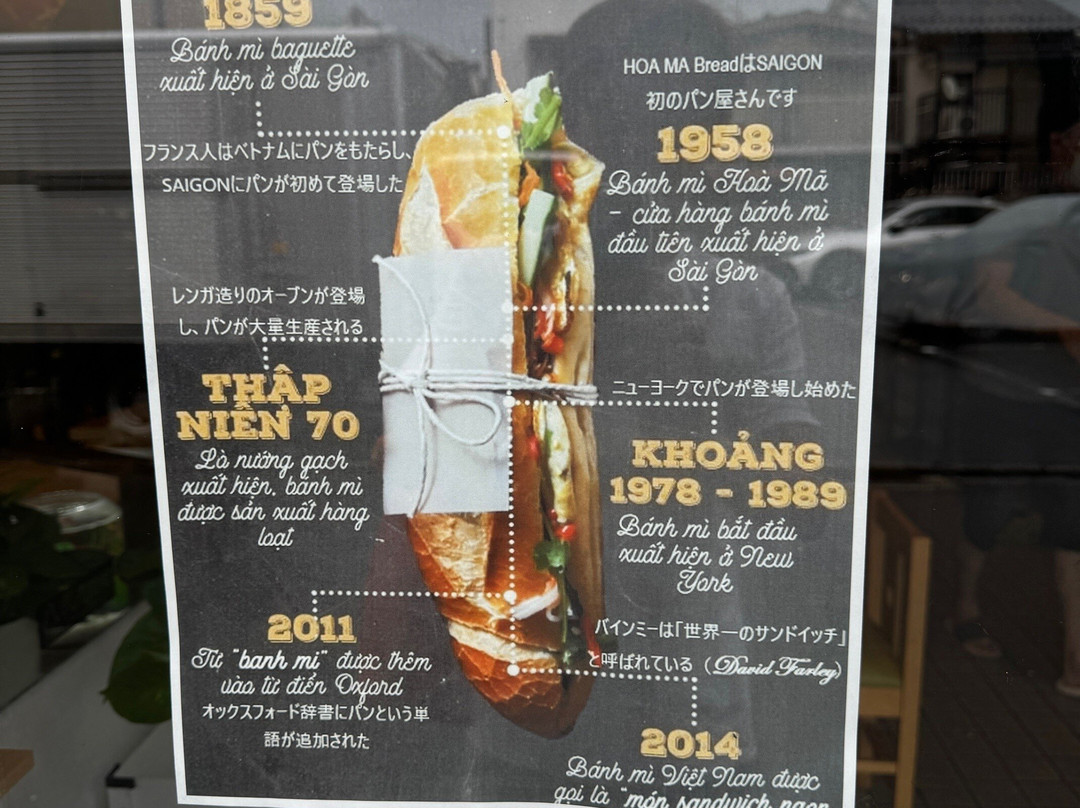 1859
Bánh mì baguette
xuất hiện ở Sài Gòn
フランス人はベトナムにパンをもたらし、
SAIGONにパンが初めて登場した
HOA MA BreadはSAIGON
初のパン屋さんです
1958
Bánh mì Hoà Mã
- cửa hàng bánh mì
đầu tiên xuất hiện ở
Sài Gòn
レンガ造りのオーブンが登場
し、パンが大量生産される
THẬP
NIÊN 70
Lò nướng gạch
xuất hiện, bánh mì
được sản xuất hàng
loạt
ニューヨークでパンが登場し始めた
KHOẢNG
1978 - 1989
Bánh mì bắt đầu
xuất hiện ở New
York
2011
Từ "banh mi" được thêm
vào từ điển Oxford
オックスフォード辞書にパンという単
語が追加された
バインミーは「世界一のサンドイッチ」
と呼ばれている (David Farley)
2014
Bánh mì Việt Nam được
gọi là "món sandwich ngon